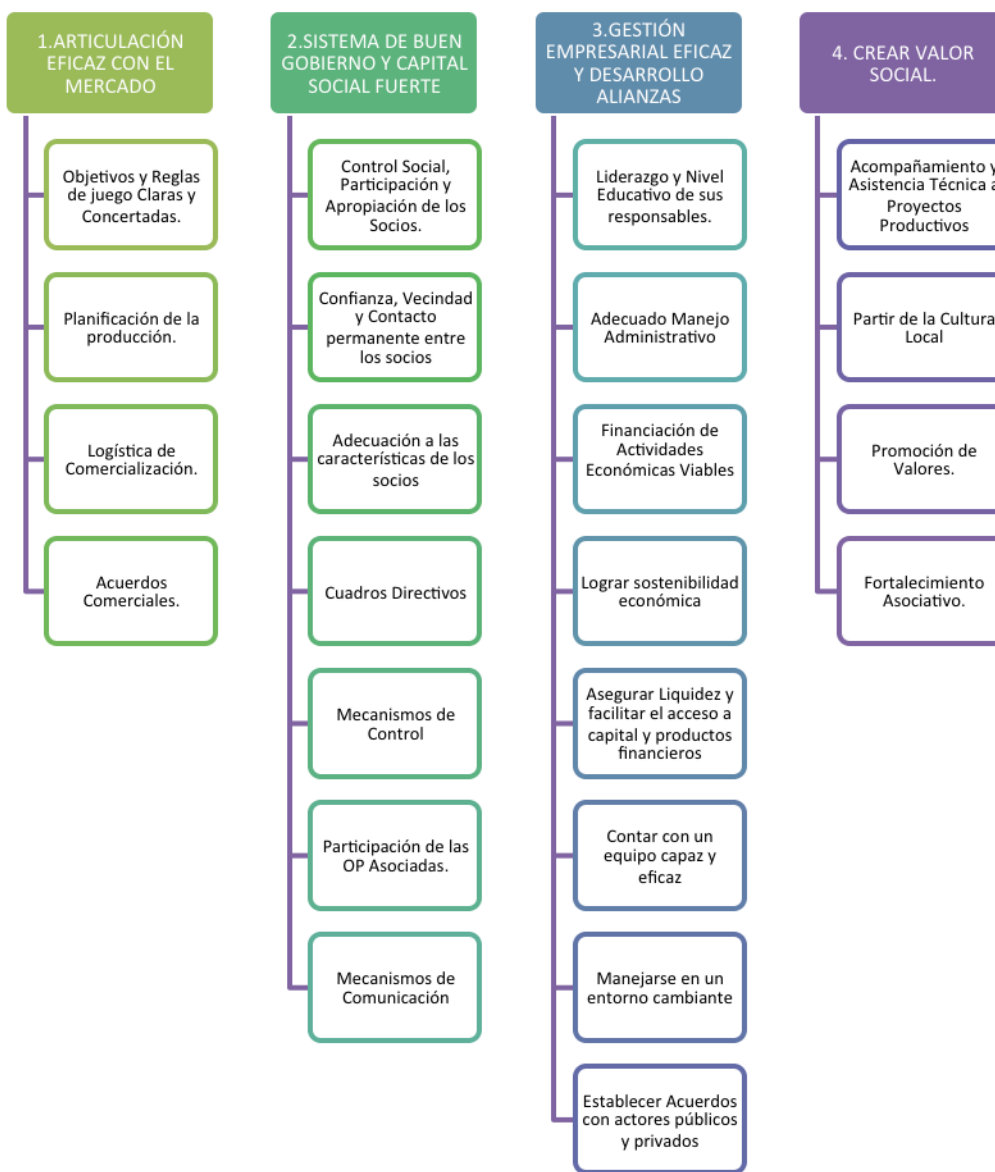 1.ARTICULACIÓN
EFICAZ CON EL
MERCADO
Objetivos y Reglas
de juego Claras y
Concertadas.
Planificación de la
producción.
Logística de
Comercialización.
Acuerdos
Comerciales.
2.SISTEMA DE BUEN
GOBIERNO Y CAPITAL
SOCIAL FUERTE
Control Social,
Participación y
Apropiación de los
Socios.
Confianza, Vecindad
y Contacto
permanente entre
los socios
Adecuación a las
características de los
socios
Cuadros Directivos
Mecanismos de
Control
Participación de las
OP Asociadas.
Mecanismos de
Comunicación
3.GESTIÓN
EMPRESARIAL EFICAZ
Y DESARROLLO
ALIANZAS
Liderazgo y Nivel
Educativo de sus
responsables.
Adecuado Manejo
Administrativo
Financiación de
Actividades
Económicas Viables
Lograr sostenibilidad
económica
Asegurar Liquidez y
facilitar el acceso a
capital y productos
financieros
Contar con un
equipo capaz y
eficaz
Manejarse en un
entorno cambiante
Establecer Acuerdos
con actores públicos
y privados
4. CREAR VALOR
SOCIAL.
Acompañamiento y
Asistencia Técnica a
Proyectos
Productivos
Partir de la Cultura
Local
Promoción de
Valores.
Fortalecimiento
Asociativo.